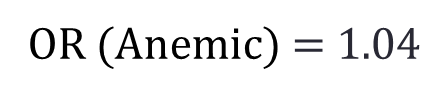 OR (Anemic) = 1.04